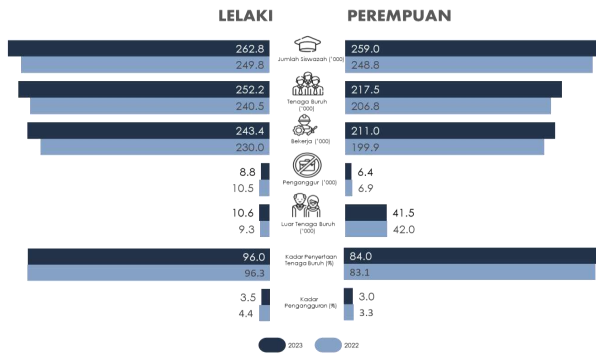 LELAKI PEREMPUAN
262.8 259.0
Jumlah Siswazah ('000)
249.8 248.8
252.2 217.5
Tenaga Buruh
('000)
240.5 206.8
243.4 211.0
Bekerja ('000)
230.0 199.9
8.8 6.4
Penganggur ('000)
10.5 6.9
10.6 41.5
Luar Tenaga Buruh
('000)
9.3 42.0
96.0 84.0
Kadar Penyertaan
Tenaga Buruh (%)
96.3 83.1
3.5 3.0
Kadar
Pengangguran (%)
4.4 3.3
2023 2022